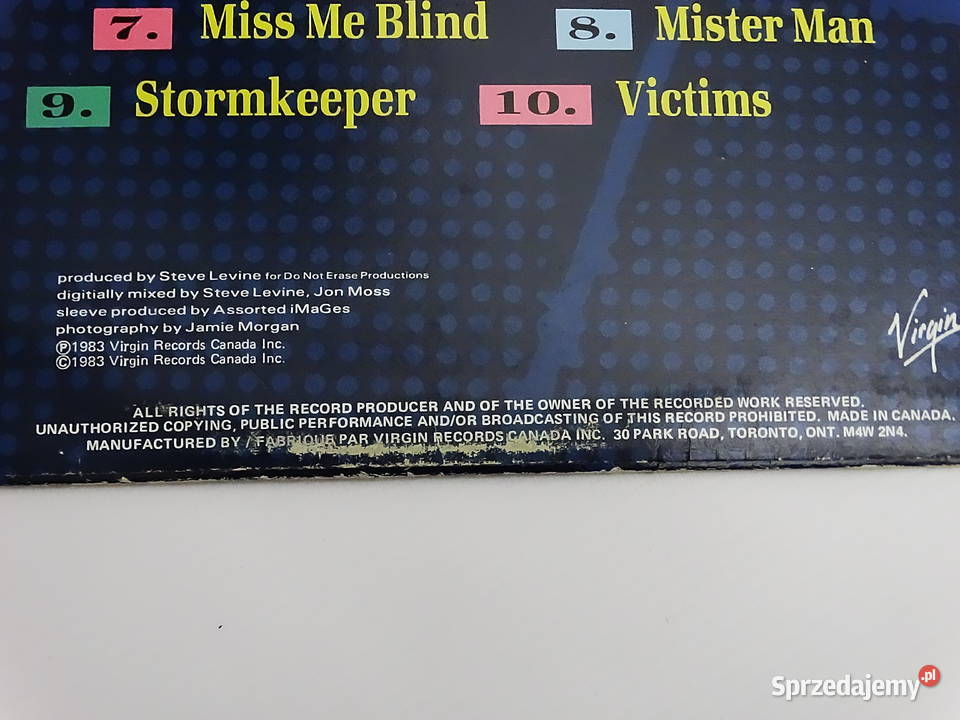 7. Miss Me Blind 8. Mister Man
9. Stormkeeper 10. Victims
produced by Steve Levine for Do Not Erase Productions
digitially mixed by Steve Levine, Jon Moss
sleeve produced by Assorted iMaGes
photography by Jamie Morgan
Ⓟ1983 Virgin Records Canada Inc.
©1983 Virgin Records Canada Inc.
Virgin
ALL RIGHTS OF THE RECORD PRODUCER AND OF THE OWNER OF THE RECORDED WORK RESERVED.
UNAUTHORIZED COPYING, PUBLIC PERFORMANCE AND/OR BROADCASTING OF THIS RECORD PROHIBITED. MADE IN CANADA.
MANUFACTURED BY / FABRIQUE PAR VIRGIN RECORDS CANADA INC. 30 PARK ROAD, TORONTO, ONT. M4W 2N4.
Sprzedajemy.pl